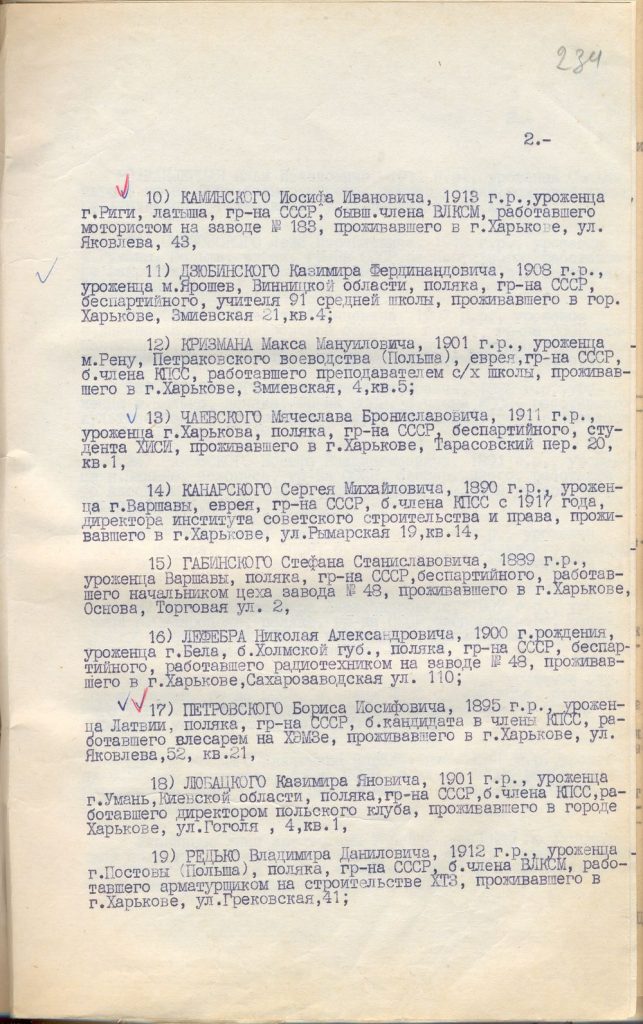 234
2.-
10) КАМИНСКОГО Иосифа Ивановича, 1913 г.р.,уроженца
г.Риги, латыша, гр-на СССР, бывш.члена ВЛКСМ, работавшего
мотористом на заводе № 183, проживавшего в г.Харькове, ул.
Яковлева, 43,
11) ДЗЮБИНСКОГО Казимира Фердинандовича, 1908 г.р.,
уроженца м.Ярошев, Винницкой области, поляка, гр-на СССР,
беспартийного, учителя 91 средней школы, проживавшего в гор.
Харькове, Змиевская 21,кв.4;
12) КРИЗМАНА Макса Мануиловича, 1901 г.р., уроженца
м.Рену, Петраковского воеводства (Польша), еврея,гр-на СССР,
б.члена КПСС, работавшего преподавателем с/х школы, проживав-
шего в г.Харькове, Змиевская, 4,кв.5;
13) ЧАЕВСКОГО Мячеслава Брониславовича, 1911 г.р.,
уроженца г.Харькова, поляка, гр-на СССР, беспартийного, сту-
дента ХИСИ, проживавшего в г.Харькове, Тарасовский пер. 20,
кв.1,
14) КАНАРСКОГО Сергея Михайловича, 1890 г.р., урожен-
ца г.Варшавы, еврея, гр-на СССР, б.члена КПСС с 1917 года,
директора института советского строительства и права, прожи-
вавшего в г.Харькове, ул.Рымарская 19,кв.14,
15) ГАБИНСКОГО Стефана Станиславовича, 1889 г.р.,
уроженца Варшавы, поляка, гр-на СССР,беспартийного, работав-
шего начальником цеха завода № 48, проживавшего в г.Харькове,
Основа, Торговая ул. 2,
16) ЛЕФЕБРА Николая Александровича, 1900 г.рождения,
уроженца г.Бела, б.Холмской губ., поляка, гр-на СССР, беспар-
тийного, работавшего радиотехником на заводе № 48, проживав-
шего в г.Харькове,Сахарозаводская ул. 110;
17) ПЕТРОВСКОГО Бориса Иосифовича, 1895 г.р., урожен-
ца Латвии, поляка, гр-на СССР, б.кандидата в члены КПСС, ра-
ботавшего влесарем на ХЭМЗе, проживавшего в г.Харькове, ул.
Яковлева,52, кв.21,
18) ЛЮБАЦКОГО Казимира Яновича, 1901 г.р., уроженца
г.Умань,Киевской области, поляка,гр-на СССР,б.члена КПСС,ра-
ботавшего директором польского клуба, проживавшего в городе
Харькове, ул.Гоголя , 4,кв.1,
19) РЕДЬКО Владимира Даниловича, 1912 г.р., уроженца
г.Постовы (Польша), поляка, гр-на СССР, б.члена ВЛКСМ, рабо-
тавшего арматурщиком на строительстве ХТЗ, проживавшего в
г.Харькове, ул.Грековская,41;